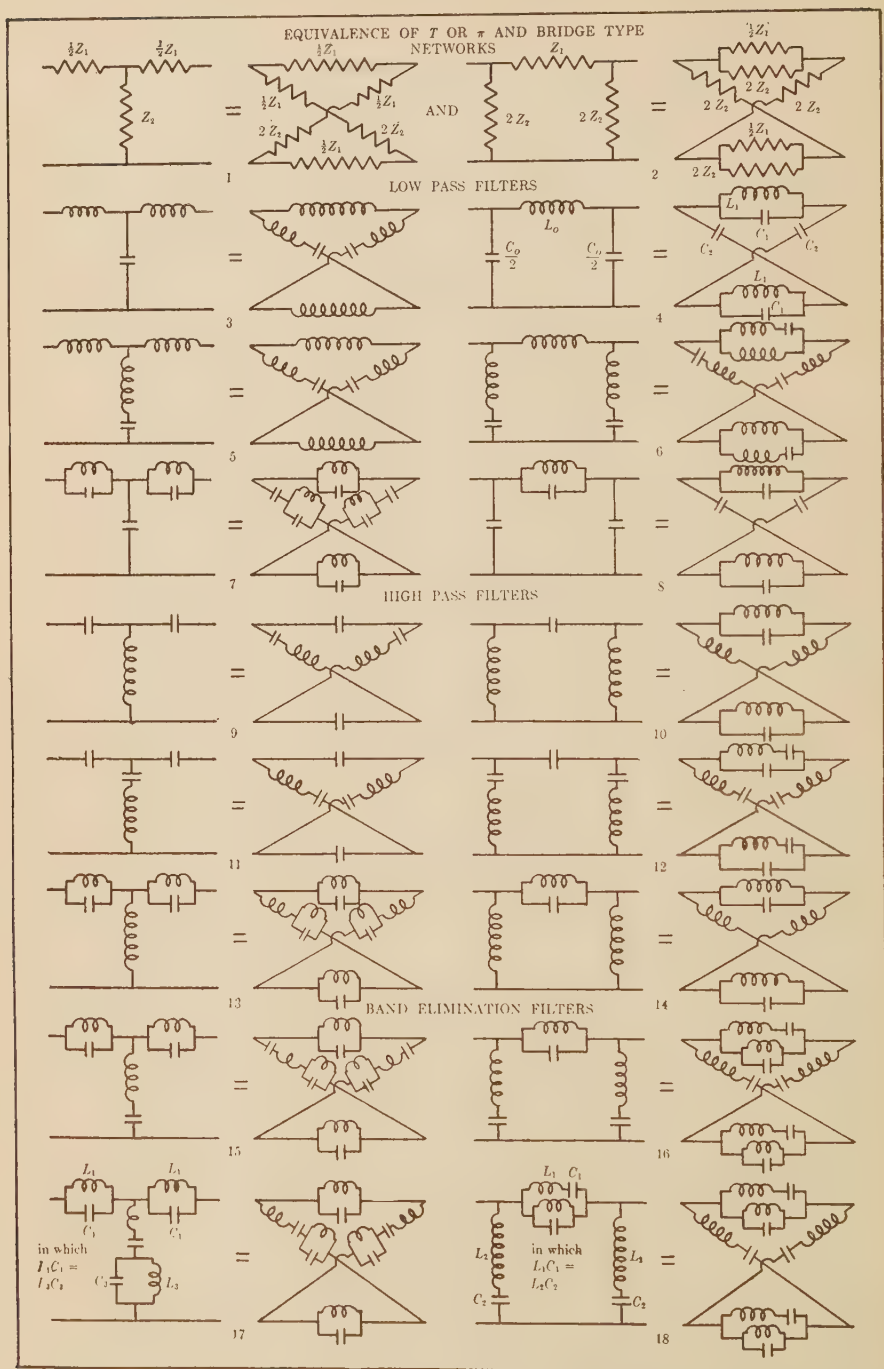 EQUIVALENCE OF T OR π AND BRIDGE TYPE
NETWORKS
½Z₁ ½Z₁
Z₂
=
½Z₁
½Z₁ ½Z₁
2Z₂ 2Z₂
½Z₁
1
AND
Z₁
2Z₂ 2Z₂
=
½Z₁
2Z₂
2Z₂ 2Z₂
½Z₁
2Z₂
2
LOW PASS FILTERS
=
3
L₀
C₀/2 C₀/2
=
L₁
C₁
C₂ C₂
L₁
C₁
4
=
5
=
6
=
7
=
8
HIGH PASS FILTERS
=
9
=
10
=
11
=
12
=
13
=
14
BAND ELIMINATION FILTERS
=
15
=
16
L₁ L₁
C₁ C₁
in which
L₁C₁ =
C₃ L₃
=
17
L₁ C₁
L₂ L₂
in which
L₁C₁ =
L₂C₂
C₂ C₂
=
18